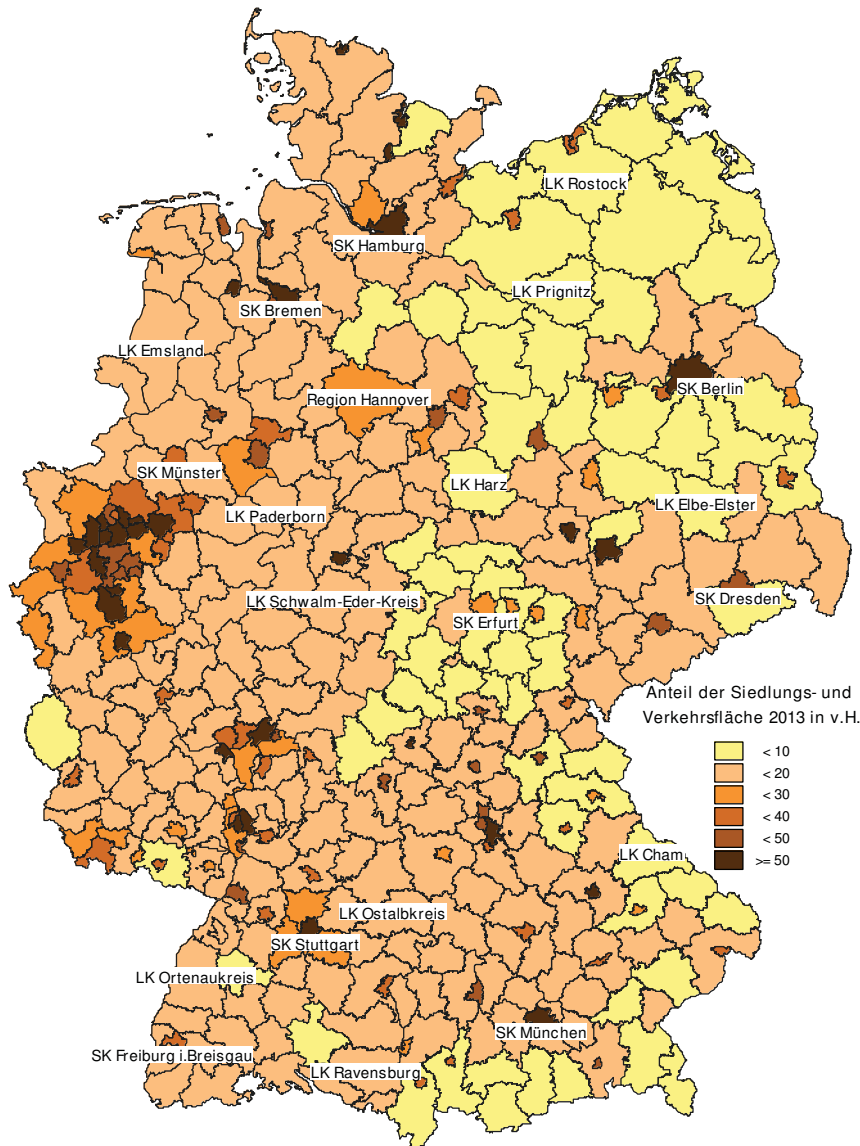 LK Rostock
SK Hamburg
LK Prignitz
SK Bremen
LK Emsland
SK Berlin
Region Hannover
SK Münster
LK Harz
LK Elbe-Elster
LK Paderborn
SK Dresden
LK Schwalm-Eder-Kreis
SK Erfurt
Anteil der Siedlungs- und
Verkehrsfläche 2013 in v.H.
< 10
< 20
< 30
< 40
< 50
>= 50
LK Cham
LK Ostalbkreis
SK Stuttgart
LK Ortenaukreis
SK München
SK Freiburg i.Breisgau
LK Ravensburg